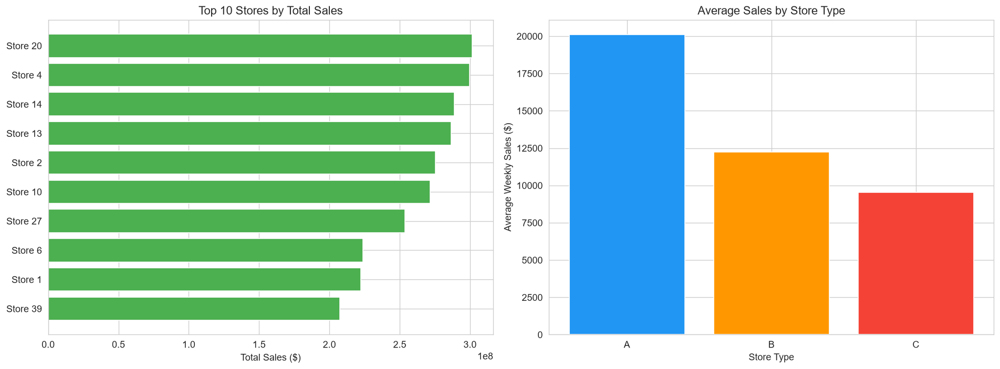 Top 10 Stores by Total Sales
Store 20
Store 4
Store 14
Store 13
Store 2
Store 10
Store 27
Store 6
Store 1
Store 39
0.0 0.5 1.0 1.5 2.0 2.5 3.0
1e8
Total Sales ($)
Average Sales by Store Type
Average Weekly Sales ($)
20000
17500
15000
12500
10000
7500
5000
2500
0
A B C
Store Type